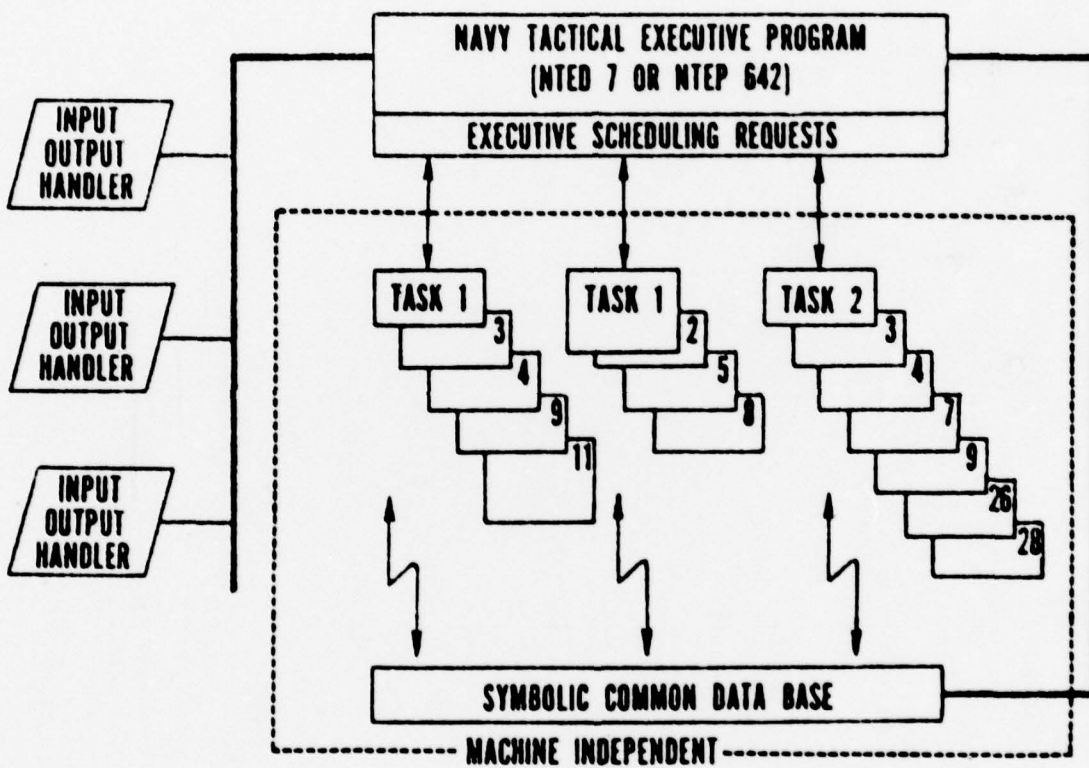 NAVY TACTICAL EXECUTIVE PROGRAM
(NTED 7 OR NTEP 642)
EXECUTIVE SCHEDULING REQUESTS
INPUT
OUTPUT
HANDLER
INPUT
OUTPUT
HANDLER
INPUT
OUTPUT
HANDLER
TASK 1
3
4
9
11
TASK 1
2
5
8
TASK 2
3
4
7
9
26
28
SYMBOLIC COMMON DATA BASE
MACHINE INDEPENDENT